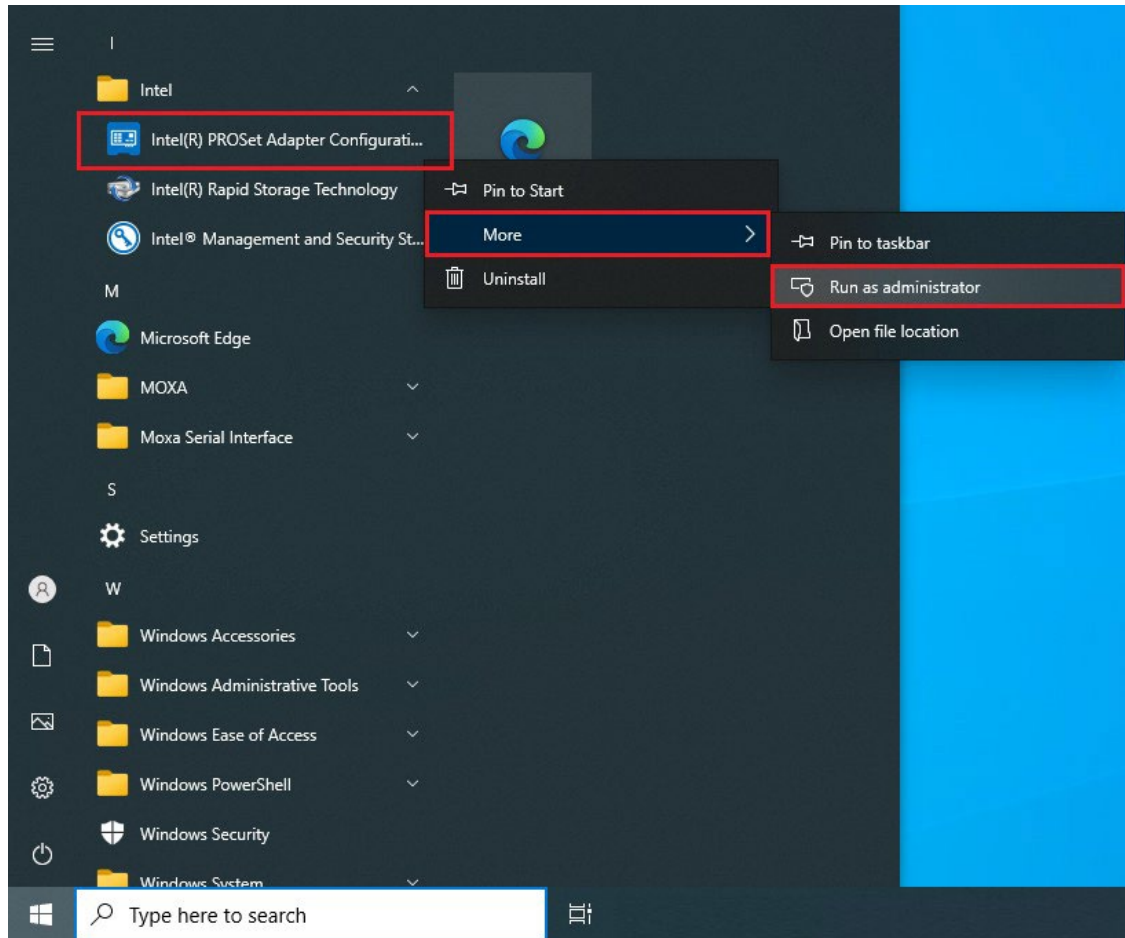 I
Intel
Intel(R) PROSet Adapter Configurati...
Intel(R) Rapid Storage Technology
Intel® Management and Security St...
M
Microsoft Edge
MOXA
Moxa Serial Interface
S
Settings
W
Windows Accessories
Windows Administrative Tools
Windows Ease of Access
Windows PowerShell
Windows Security
Windows System
Pin to Start
More
Uninstall
Pin to taskbar
Run as administrator
Open file location
Type here to search